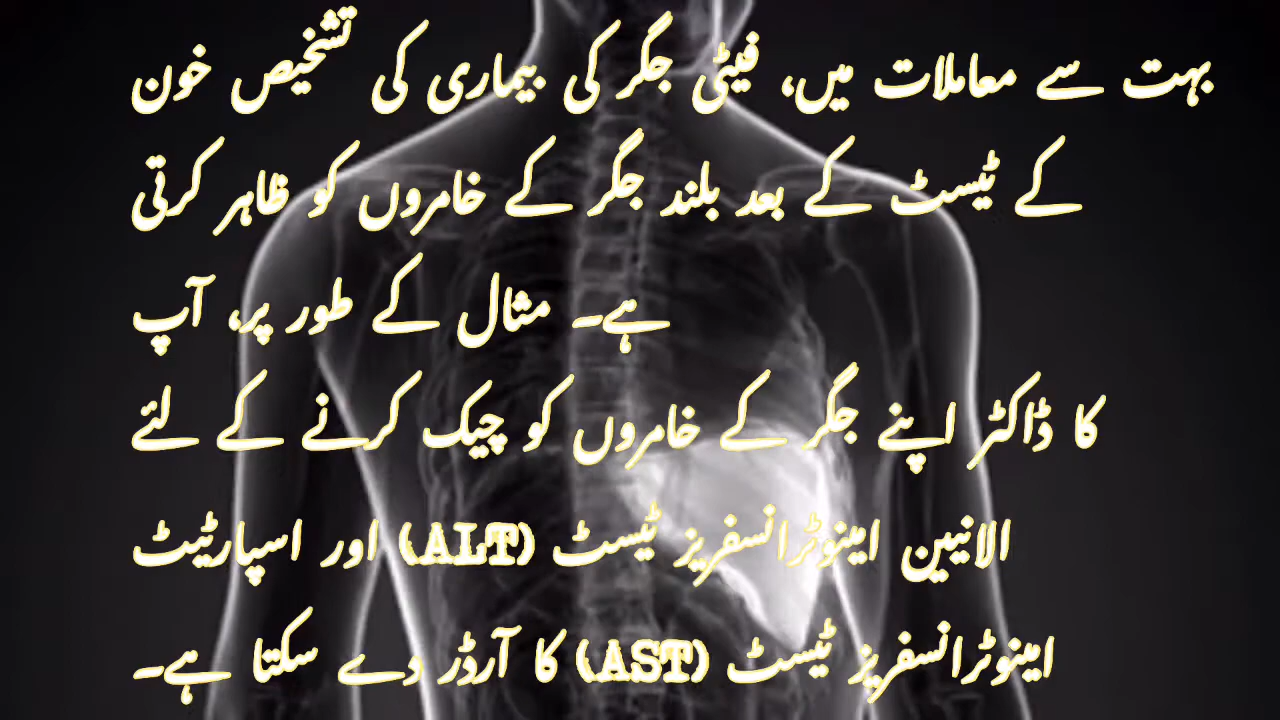 بہت سے معاملات میں، فیٹی جگر کی بیماری کی تشخیص خون
کے ٹیسٹ کے بعد بلند جگر کے خامروں کو ظاہر کرتی
ہے۔ مثال کے طور پر، آپ
کا ڈاکٹر اپنے جگر کے خامروں کو چیک کرنے کے لئے
الانیین امینوٹرانسفریز ٹیسٹ (ALT) اور اسپارٹیٹ
امینوٹرانسفریز ٹیسٹ (AST) کا آرڈر دے سکتا ہے۔